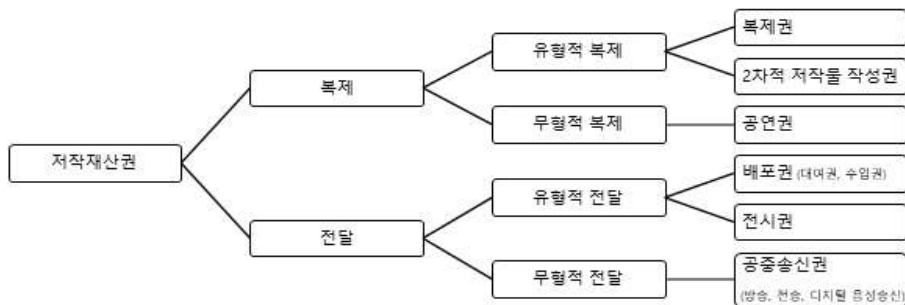 복제권
유형적 복제
2차적 저작물 작성권
복제
무형적 복제
공연권
저작재산권
배포권 (대여권, 수입권)
유형적 전달
전시권
전달
무형적 전달
공중송신권
(방송, 전송, 디지털 음성송신)